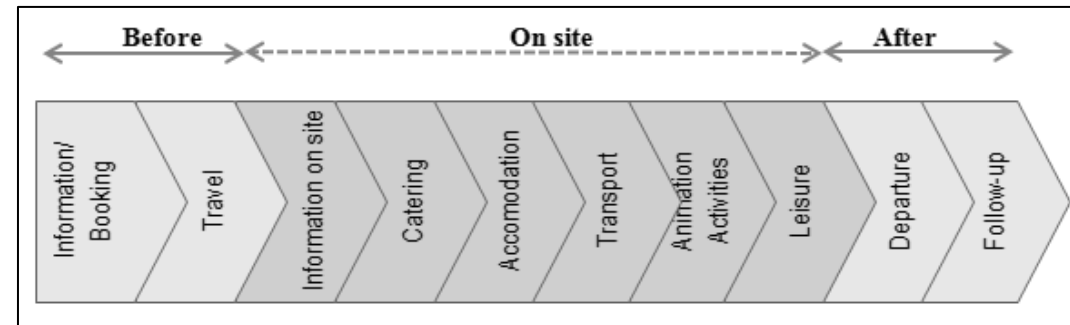 Before
On site
After
Information/
Booking
Travel
Information on site
Catering
Accomodation
Transport
Animation
Activities
Leisure
Departure
Follow-up